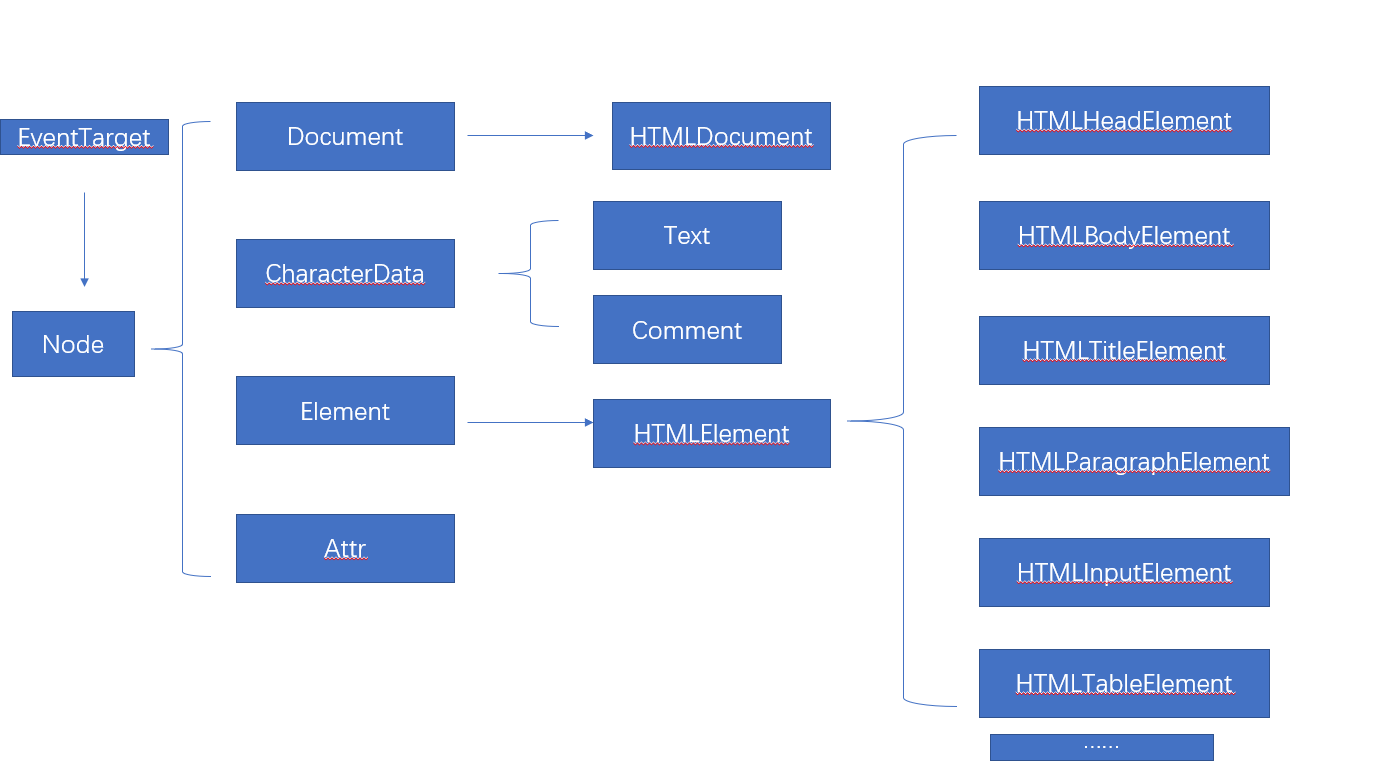 EventTarget
Node
Document
CharacterData
Element
Attr
HTMLDocument
Text
Comment
HTMLElement
HTMLHeadElement
HTMLBodyElement
HTMLTitleElement
HTMLParagraphElement
HTMLInputElement
HTMLTableElement
……